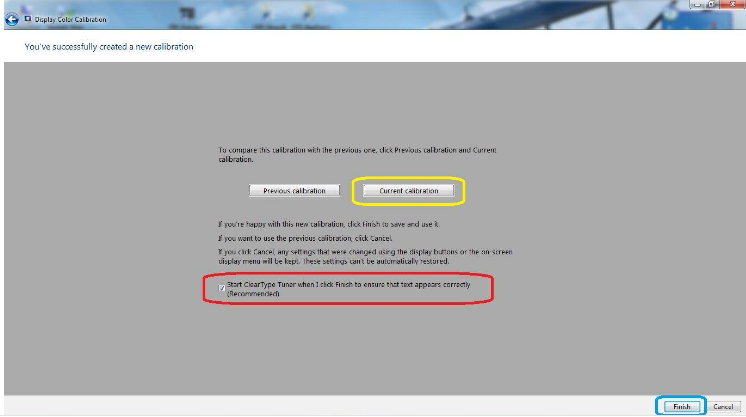 Display Color Calibration
You've successfully created a new calibration
To compare this calibration with the previous one, click Previous calibration and Current
calibration.
Previous calibration
Current calibration
If you're happy with this new calibration, click Finish to save and use it.
If you want to use the previous calibration, click Cancel.
If you click Cancel, any settings that were changed using the display buttons or the on-screen
display menu will be kept. These settings can't be automatically restored.
Start ClearType Tuner when I click Finish to ensure that text appears correctly
(Recommended)
Finish
Cancel